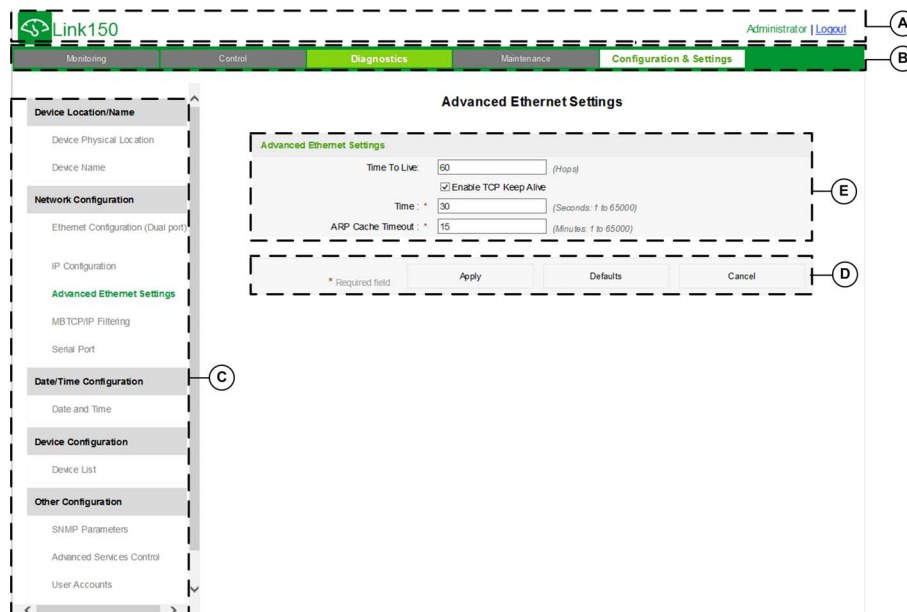 Link150
Administrator | Logout
A
Monitoring Control Diagnostics Maintenance Configuration & Settings
B
Device Location/Name
Device Physical Location
Device Name
Network Configuration
Ethernet Configuration (Dual port)
IP Configuration
Advanced Ethernet Settings
MBTCP/IP Filtering
Serial Port
Date/Time Configuration
Date and Time
Device Configuration
Device List
Other Configuration
SNMP Parameters
Advanced Services Control
User Accounts
C
Advanced Ethernet Settings
Advanced Ethernet Settings
Time To Live: 60 (Hops)
Enable TCP Keep Alive
Time : * 30 (Seconds: 1 to 65000)
ARP Cache Timeout : * 15 (Minutes: 1 to 65000)
E
* Required field Apply Defaults Cancel
D